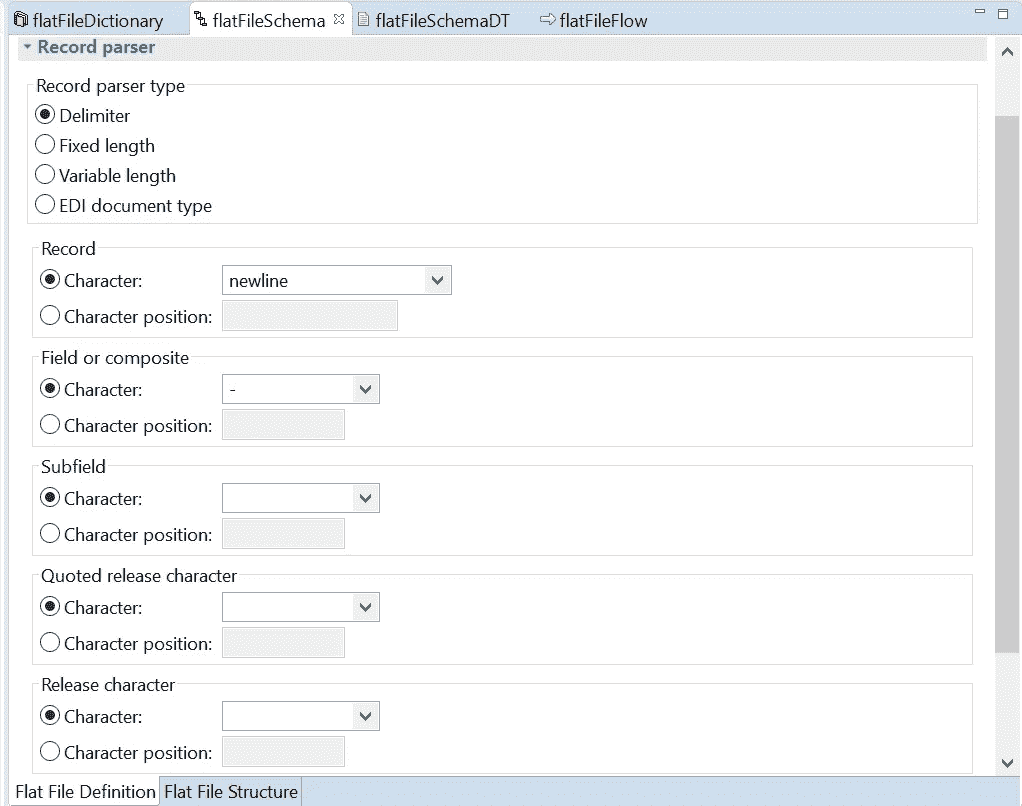 flatFileDictionary flatFileSchema flatFileSchemaDT flatFileFlow
Record parser
Record parser type
Delimiter
Fixed length
Variable length
EDI document type
Record
Character: newline
Character position:
Field or composite
Character: -
Character position:
Subfield
Character:
Character position:
Quoted release character
Character:
Character position:
Release character
Character:
Character position:
Flat File Definition Flat File Structure